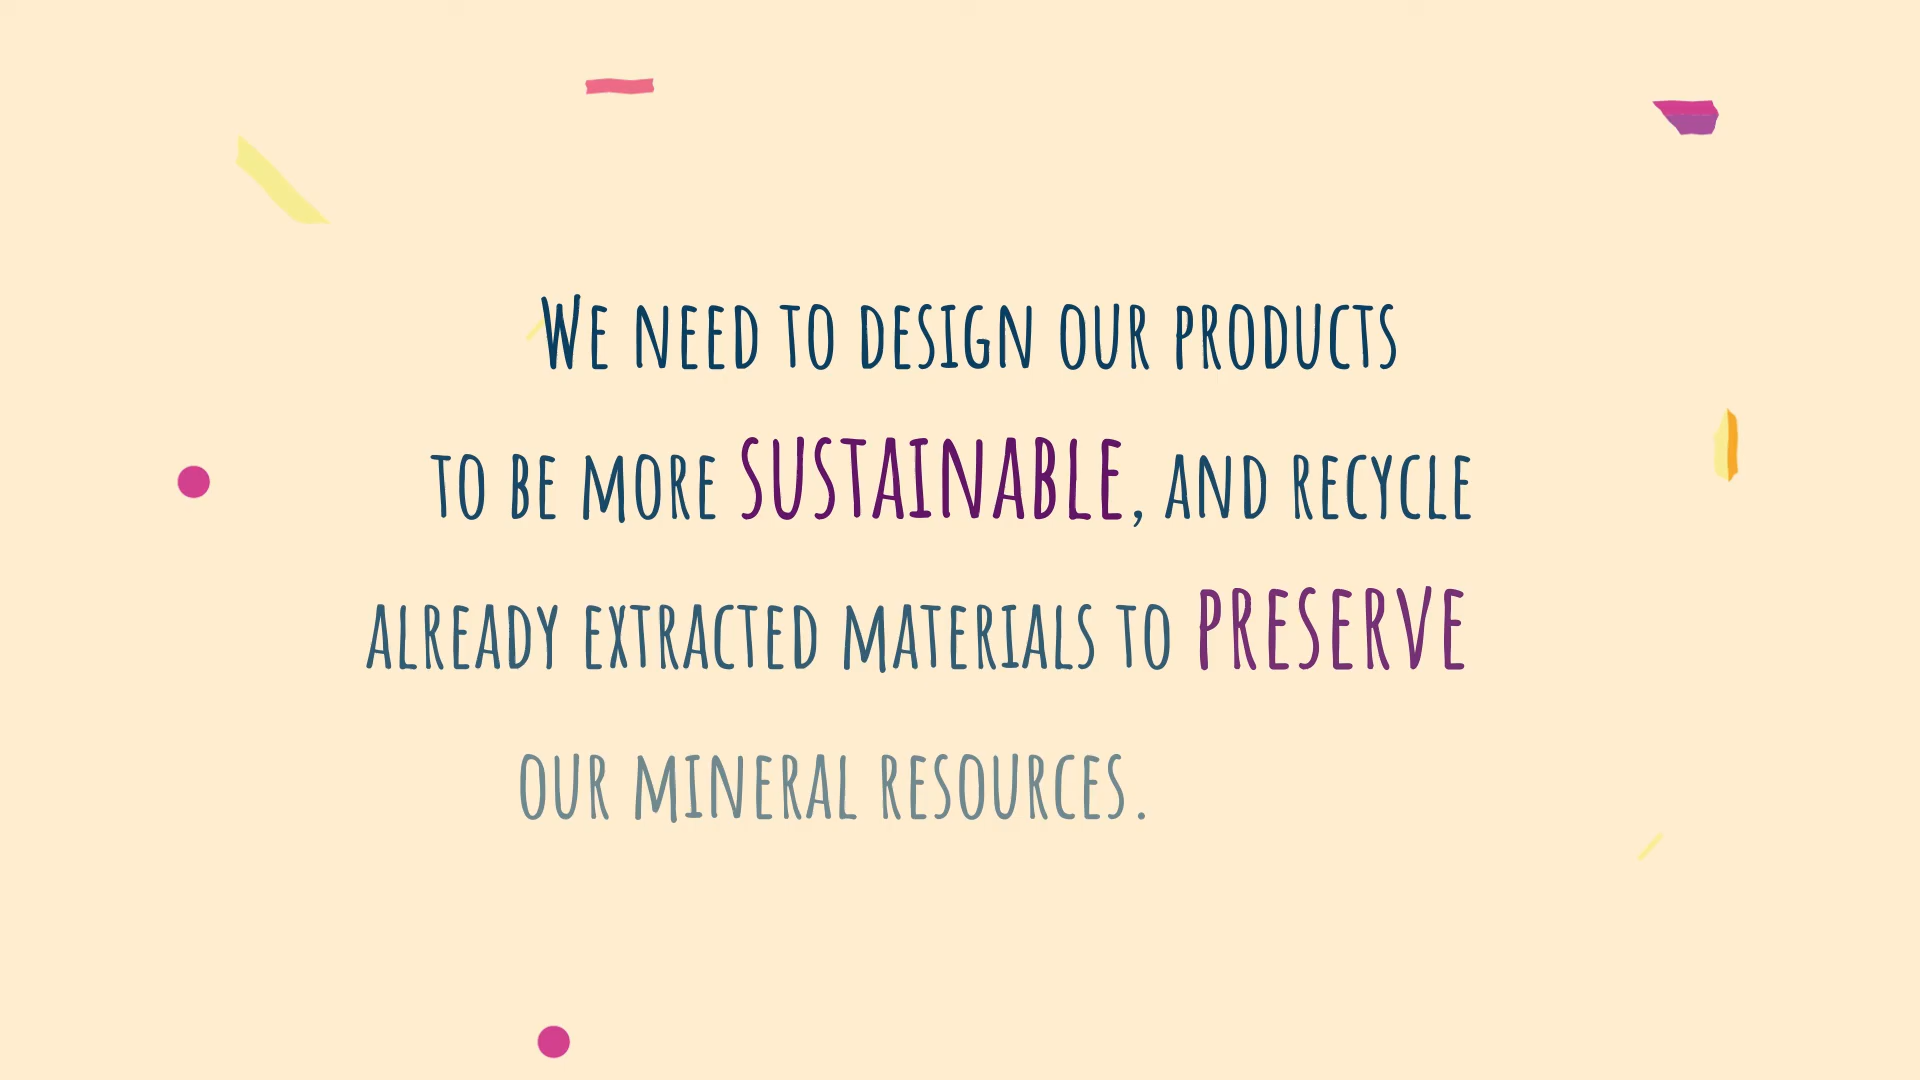 We need to design our products
to be more sustainable, and recycle
already extracted materials to preserve
our mineral resources.